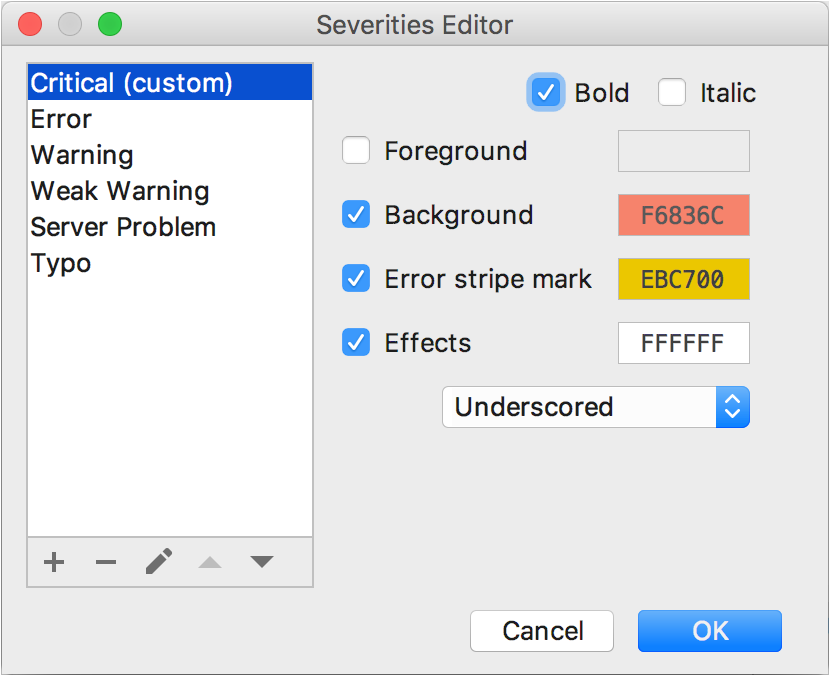 Severities Editor
Critical (custom)
Error
Warning
Weak Warning
Server Problem
Typo
Bold
Italic
Foreground
Background
F6836C
Error stripe mark
EBC700
Effects
FFFFFF
Underscored
Cancel
OK